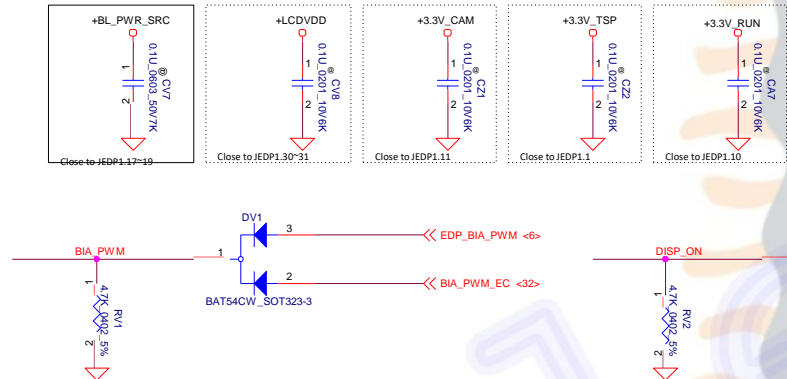 +BL_PWR_SRC
1
2
@ CV7
0.1U_0603_50V7K
Close to JEDP1.17~19
+LCDVDD
1
2
@ CV8
0.1U_0201_10V6K
Close to JEDP1.30~31
+3.3V_CAM
1
2
@ CZ1
0.1U_0201_10V6K
Close to JEDP1.11
+3.3V_TSP
1
2
@ CZ2
0.1U_0201_10V6K
Close to JEDP1.1
+3.3V_RUN
1
2
@ CA7
0.1U_0201_10V6K
Close to JEDP1.10
BIA_PWM
1
2
RV1
4.7K_0402_5%
DV1
1
3
2
BAT54CW_SOT323-3
EDP_BIA_PWM <6>
BIA_PWM_EC <32>
DISP_ON
1
2
RV2
4.7K_0402_5%